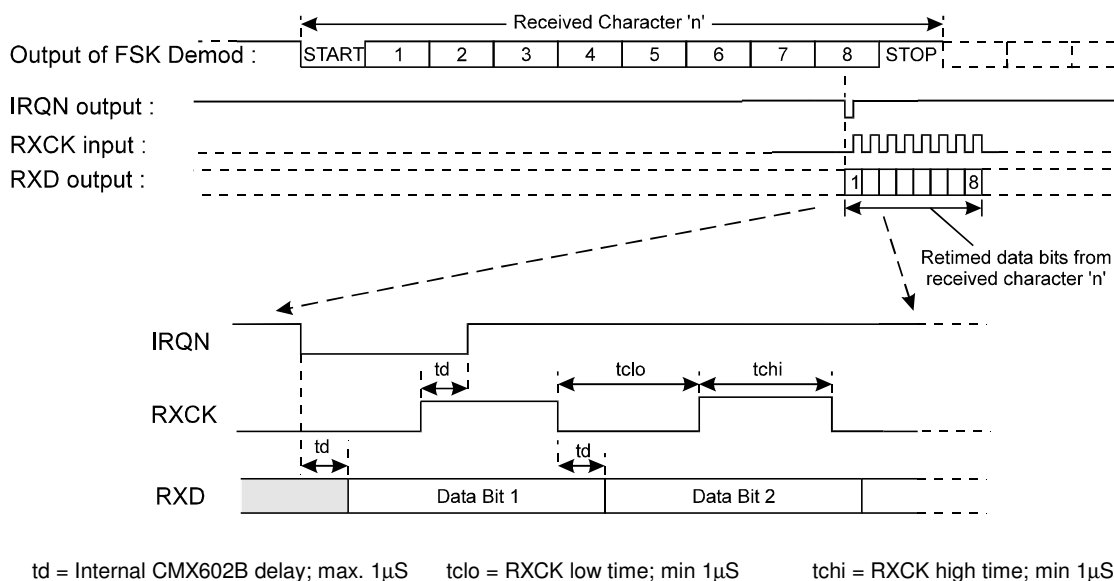 Received Character 'n'
Output of FSK Demod : START 1 2 3 4 5 6 7 8 STOP
IRQN output :
RXCK input :
RXD output : 1 8
Retimed data bits from
received character 'n'
IRQN
td tclo tchi
RXCK
td td
RXD Data Bit 1 Data Bit 2
td = Internal CMX602B delay; max. 1µS tclo = RXCK low time; min 1µS tchi = RXCK high time; min 1µS